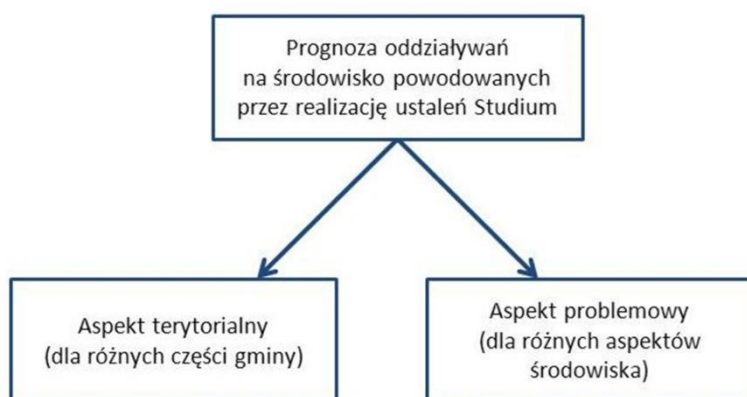 Prognoza oddziaływań
na środowisko powodowanych
przez realizację ustaleń Studium
Aspekt terytorialny
(dla różnych części gminy)
Aspekt problemowy
(dla różnych aspektów
środowiska)